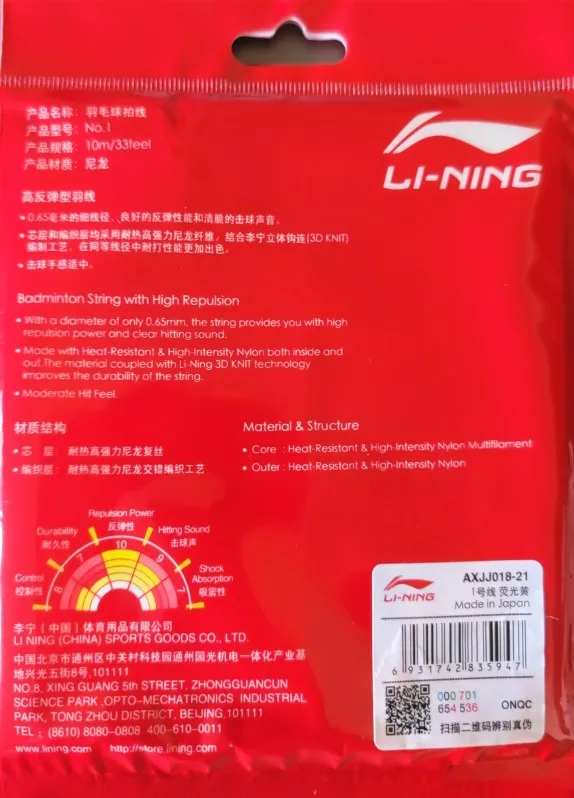 产品名称: 羽毛球拍线
产品型号: No.1
产品规格: 10m/33feel
产品材质: 尼龙
LI-NING
高反弹型羽线
• 0.65毫米的细线径、、良好的反弹性能和清脆的击球声音。
• 芯层和编织层均采用耐热高强力尼龙纤维，结合李宁立体钩连(3D KNIT)
编制工艺．在同等线径中耐打性能更加出色。
• 击球手感适中。
Badminton String with High Repulsion
• With a diameter of only 0.65mm, the string provides you with high
repulsion power and clear hitting sound.
• Made with Heat-Resistant & High-Intensity Nylon both inside and
out.The material coupled with Li-Ning 3D KNIT technology
improves the durability of the string.
• Moderate Hit Feel.
材质结构
• 芯 层: 耐热高强力尼龙复丝
• 编织层: 耐热高强力尼龙交错编织工艺
Material & Structure
• Core : Heat-Resistant & High-Intensity Nylon Multifilament
• Outer : Heat-Resistant & High-Intensity Nylon
Repulsion Power
反弹性
Durability
耐久性
Hitting Sound
击球声
Control
控制性
Shock
Absorption
吸震性
8 7 10 9 7
李宁（中国）体育用品有限公司
LI NING (CHINA) SPORTS GOODS CO., LTD.
中国北京市通州区中关村科技园通州园光机电一体化产业基
地兴光五街8号,101111
NO.8, XING GUANG 5th STREET, ZHONGGUANCUN
SCIENCE PARK ,OPTO-MECHATRONICS INDUSTRIAL
PARK, TONG ZHOU DISTRICT, BEIJING,101111
TEL : (8610) 8080-0808 400-610-0011
www.lining.com http://store.lining.com
LI-NING
AXJJ018-21
1号线 荧光黄
Made in Japan
6 931742 835947
000 701
654 536
ONQC
扫描二维码辨别真伪